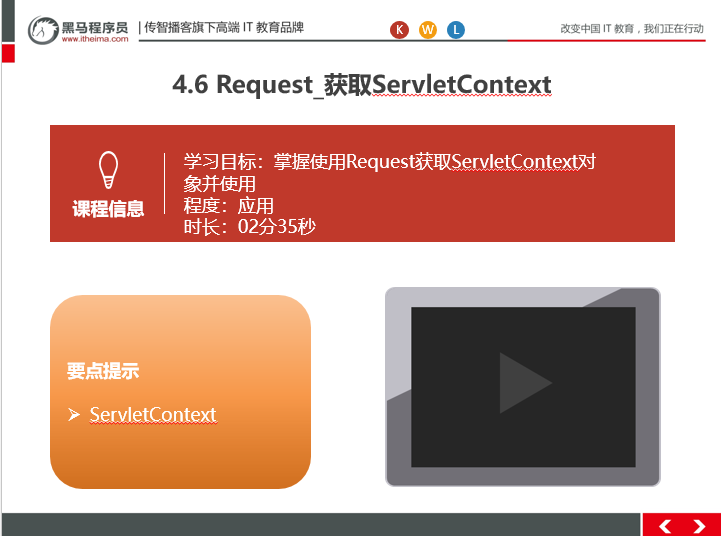 黑马程序员
www.itheima.com
传智播客旗下高端 IT 教育品牌
K W L
改变中国 IT 教育，我们正在行动
4.6 Request_获取ServletContext
课程信息
学习目标：掌握使用Request获取ServletContext对
象并使用
程度：应用
时长：02分35秒
要点提示
➢ ServletContext